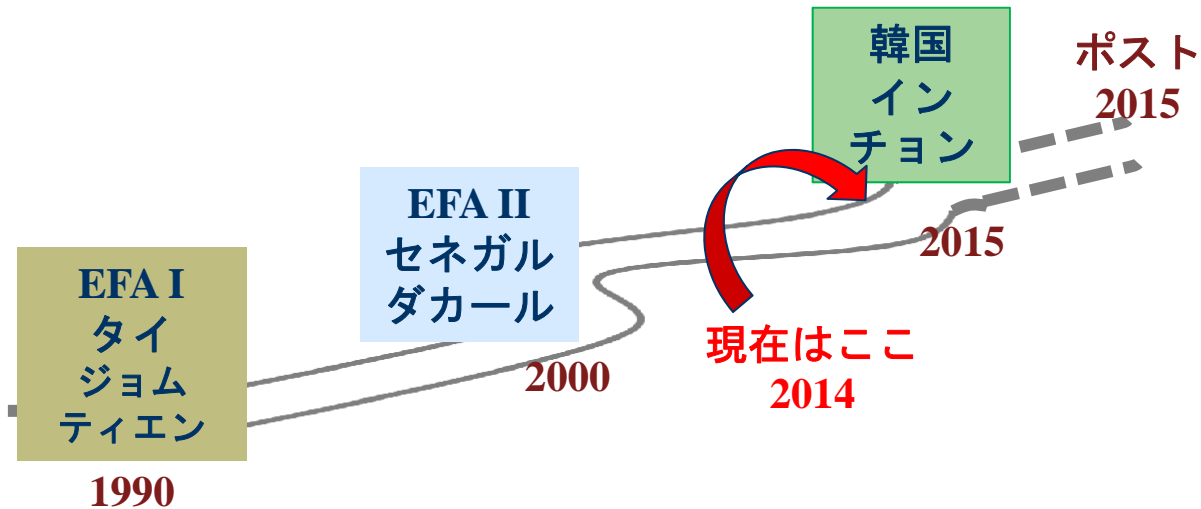 EFA I
タイ
ジョム
ティエン
1990
EFA II
セネガル
ダカール
2000
現在はここ
2014
韓国
イン
チョン
2015
ポスト
2015